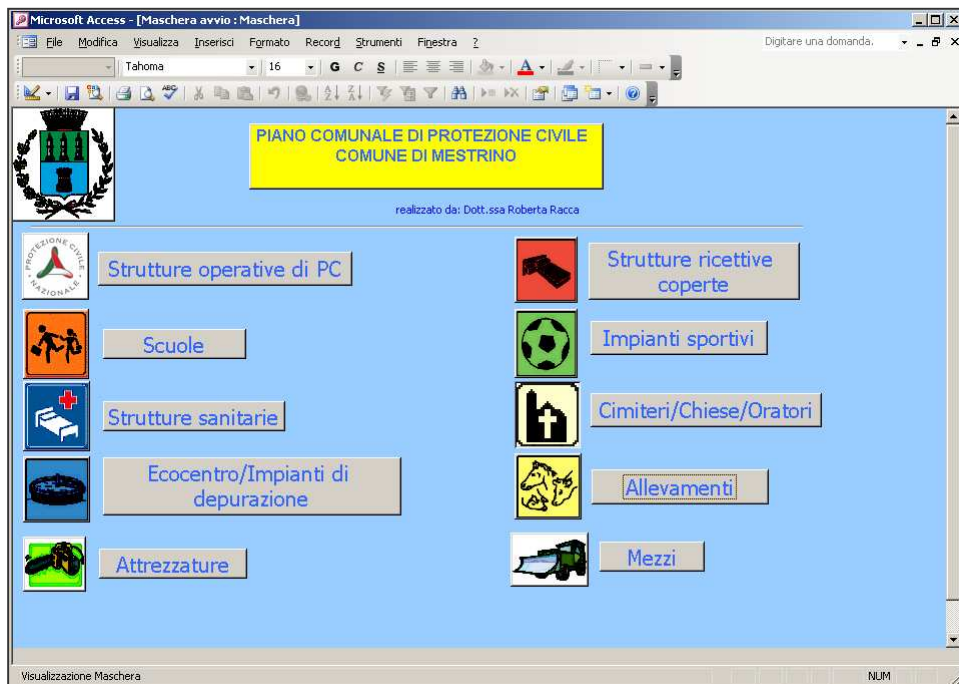 Microsoft Access - [Maschera avvio : Maschera]
File Modifica Visualizza Inserisci Formato Record Strumenti Finestra ? Digitare una domanda.
Tahoma 16 G C S A
ABC
PIANO COMUNALE DI PROTEZIONE CIVILE
COMUNE DI MESTRINO
realizzato da: Dott.ssa Roberta Racca
PROTEZIONE CIVILE
NAZIONALE
Strutture operative di PC
Strutture ricettive
coperte
Scuole
Impianti sportivi
Strutture sanitarie
Cimiteri/Chiese/Oratori
Ecocentro/Impianti di
depurazione
Allevamenti
Attrezzature
Mezzi
Visualizzazione Maschera NUM